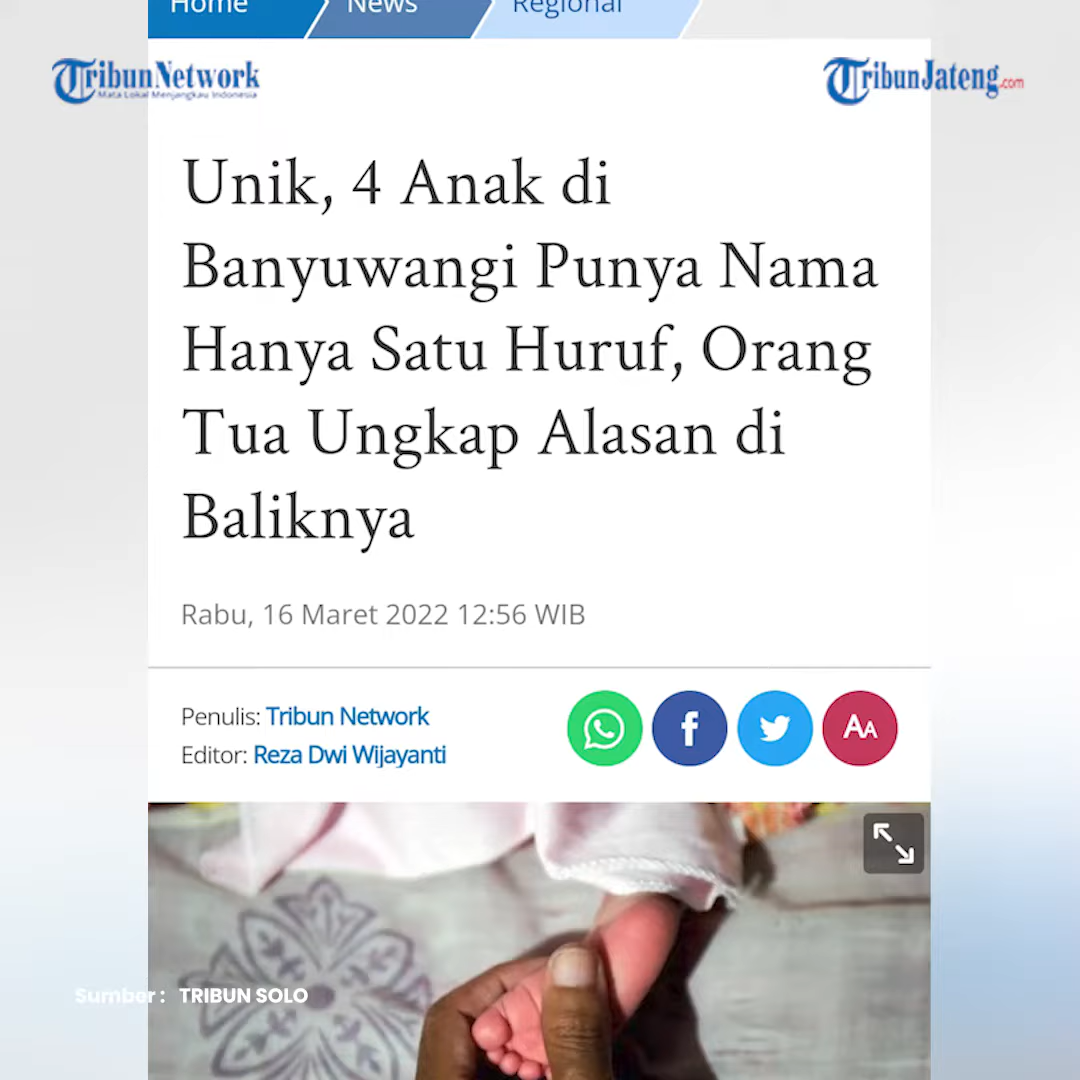 Home News Regional
TribunNetwork
Mata Lokal Menjangkau Indonesia
TribunJateng.com
Unik, 4 Anak di
Banyuwangi Punya Nama
Hanya Satu Huruf, Orang
Tua Ungkap Alasan di
Baliknya
Rabu, 16 Maret 2022 12:56 WIB
Penulis: Tribun Network
Editor: Reza Dwi Wijayanti
AA
Sumber : TRIBUN SOLO